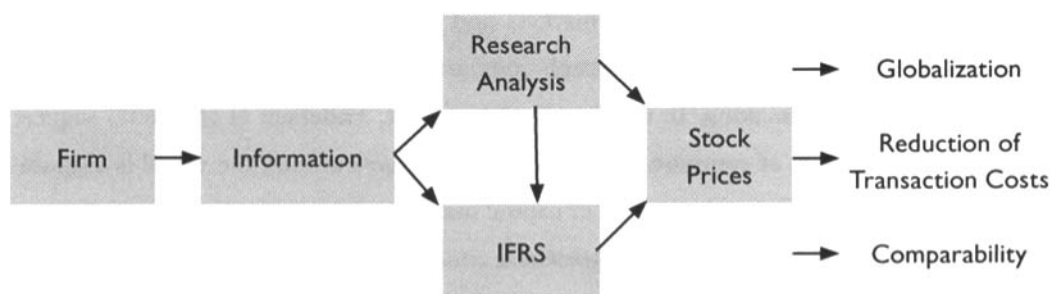 Research
Analysis
Globalization
Firm
Information
Stock
Prices
Reduction of
Transaction Costs
IFRS
Comparability